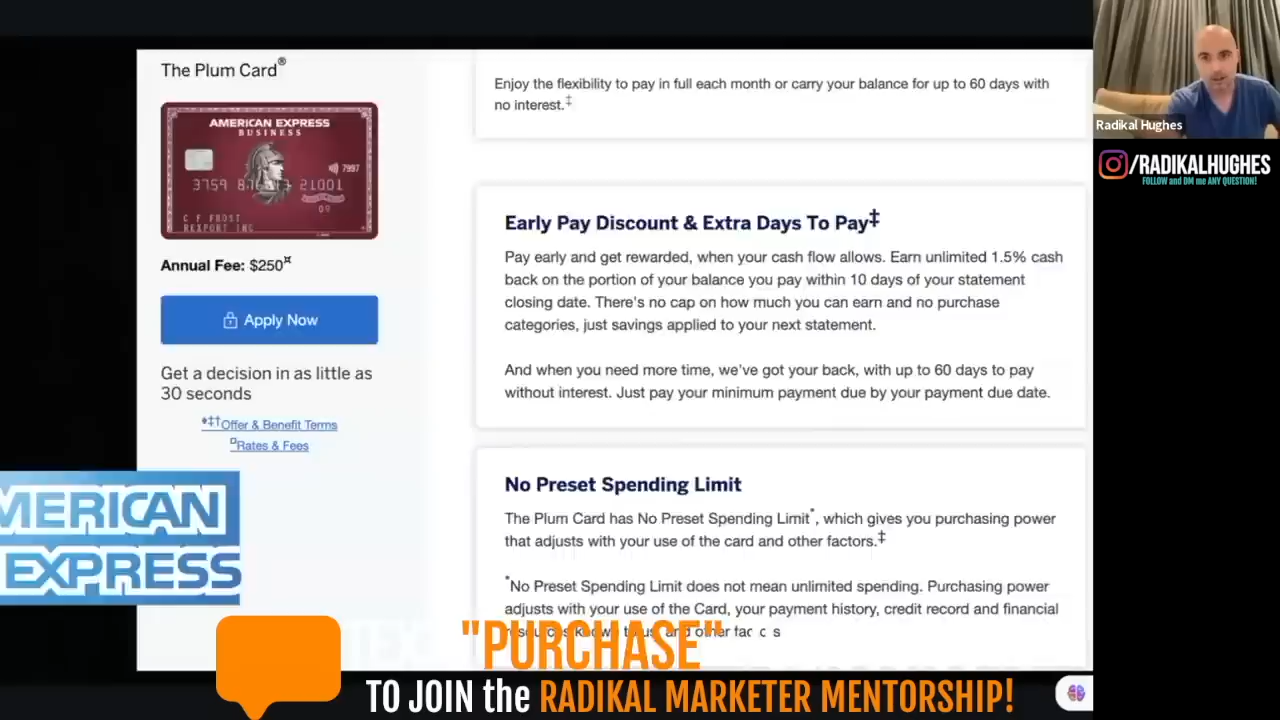 The Plum Card®
AMERICAN EXPRESS
BUSINESS
7997
3759 21001
09
C F FROST
REXPORT INC
Annual Fee: $250¤
Apply Now
Get a decision in as little as
30 seconds
*‡†Offer & Benefit Terms
¤Rates & Fees
Enjoy the flexibility to pay in full each month or carry your balance for up to 60 days with
no interest.‡
Early Pay Discount & Extra Days To Pay‡
Pay early and get rewarded, when your cash flow allows. Earn unlimited 1.5% cash
back on the portion of your balance you pay within 10 days of your statement
closing date. There's no cap on how much you can earn and no purchase
categories, just savings applied to your next statement.
And when you need more time, we've got your back, with up to 60 days to pay
without interest. Just pay your minimum payment due by your payment due date.
No Preset Spending Limit
The Plum Card has No Preset Spending Limit*, which gives you purchasing power
that adjusts with your use of the card and other factors.‡
*No Preset Spending Limit does not mean unlimited spending. Purchasing power
adjusts with your use of the Card, your payment history, credit record and financial
and other
Radikal Hughes
/RADIKALHUGHES
FOLLOW and DM me ANY QUESTION!
MERICAN
EXPRESS
"PURCHASE"
TO JOIN the RADIKAL MARKETER MENTORSHIP!